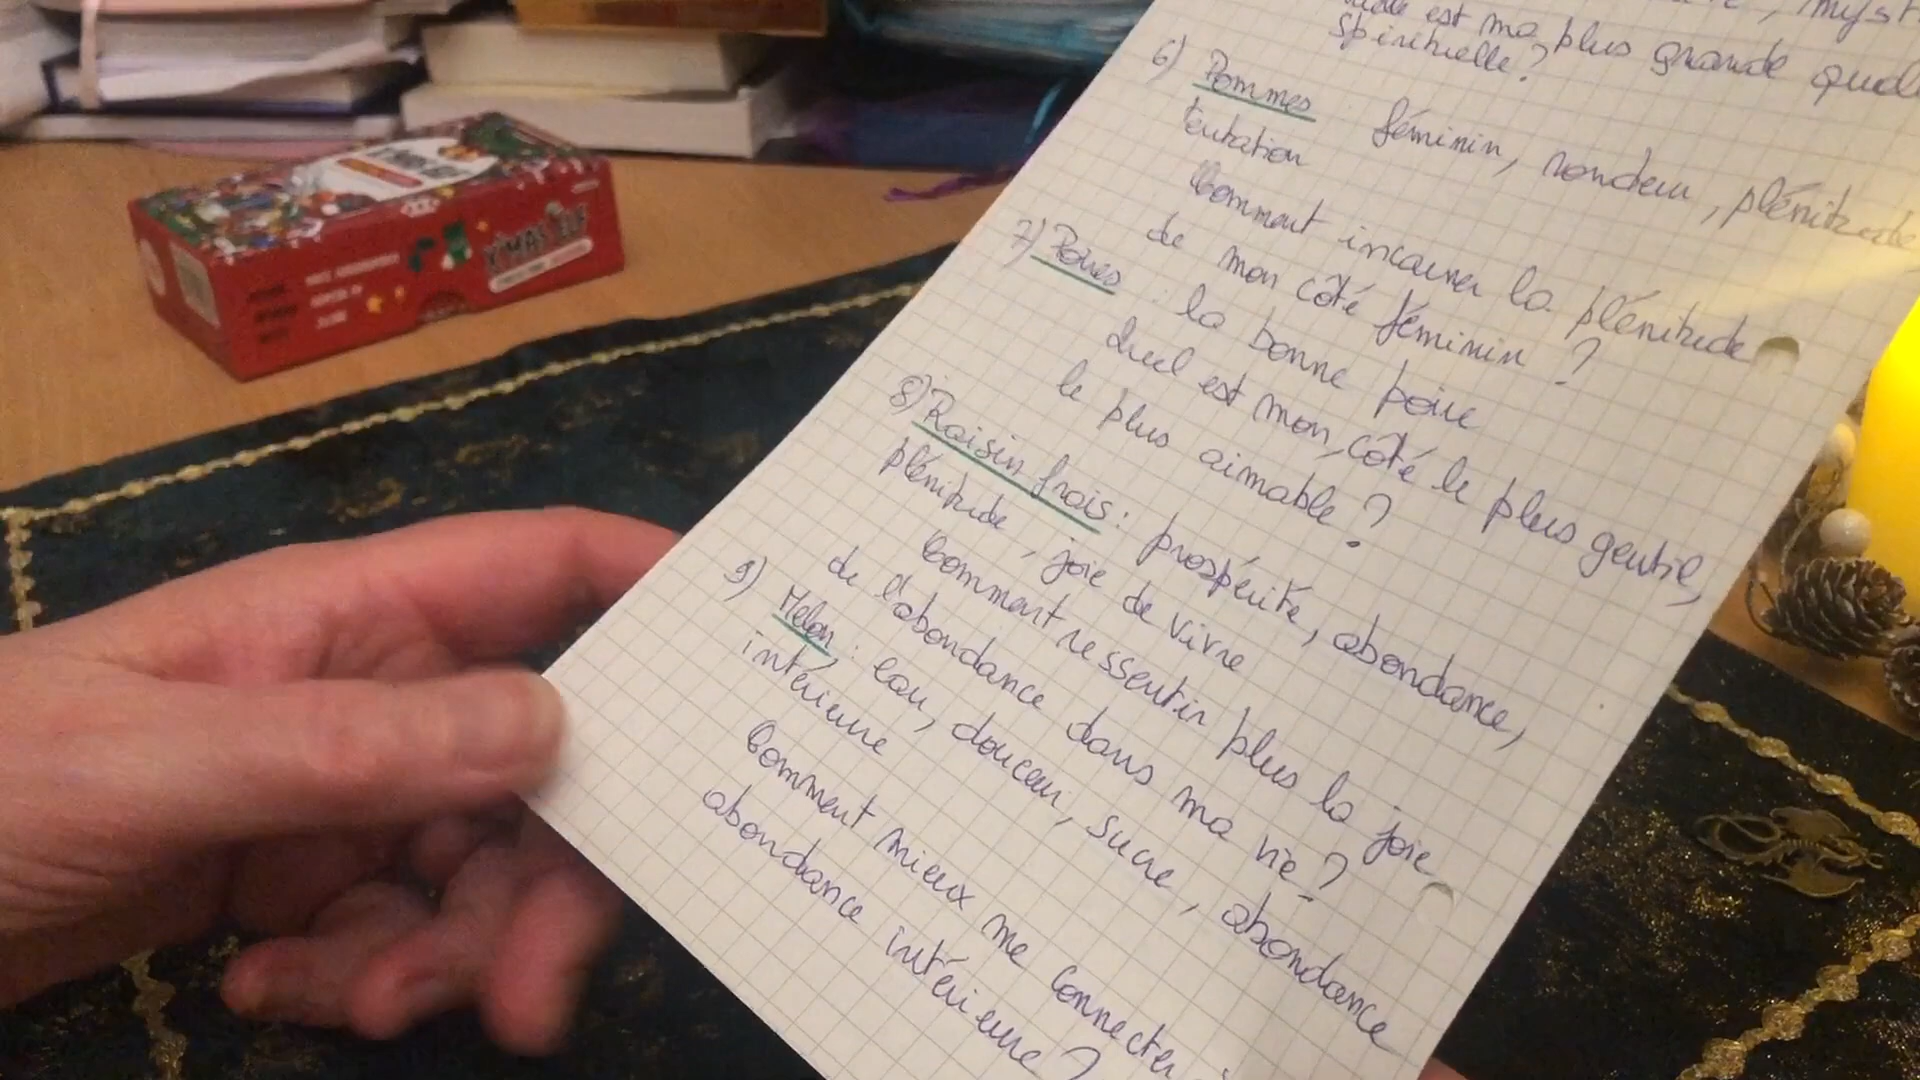 , myst
est ma plus grande qual
spirituelle ?
6) Pommes : féminin, rondeur, plénitude,
tentation
Comment incarner la plénitude
de mon côté féminin ?
7) Poires : la bonne poire
Quel est mon côté le plus gentil,
le plus aimable ?
8) Raisin frais : prospérité, abondance,
plénitude, joie de vivre
Comment ressentir plus la joie
de l'abondance dans ma vie ?
9) Melon : eau, douceur, sucre, abondance
intérieure
Comment mieux me connecter à
abondance intérieure ?
X'MAS ELF